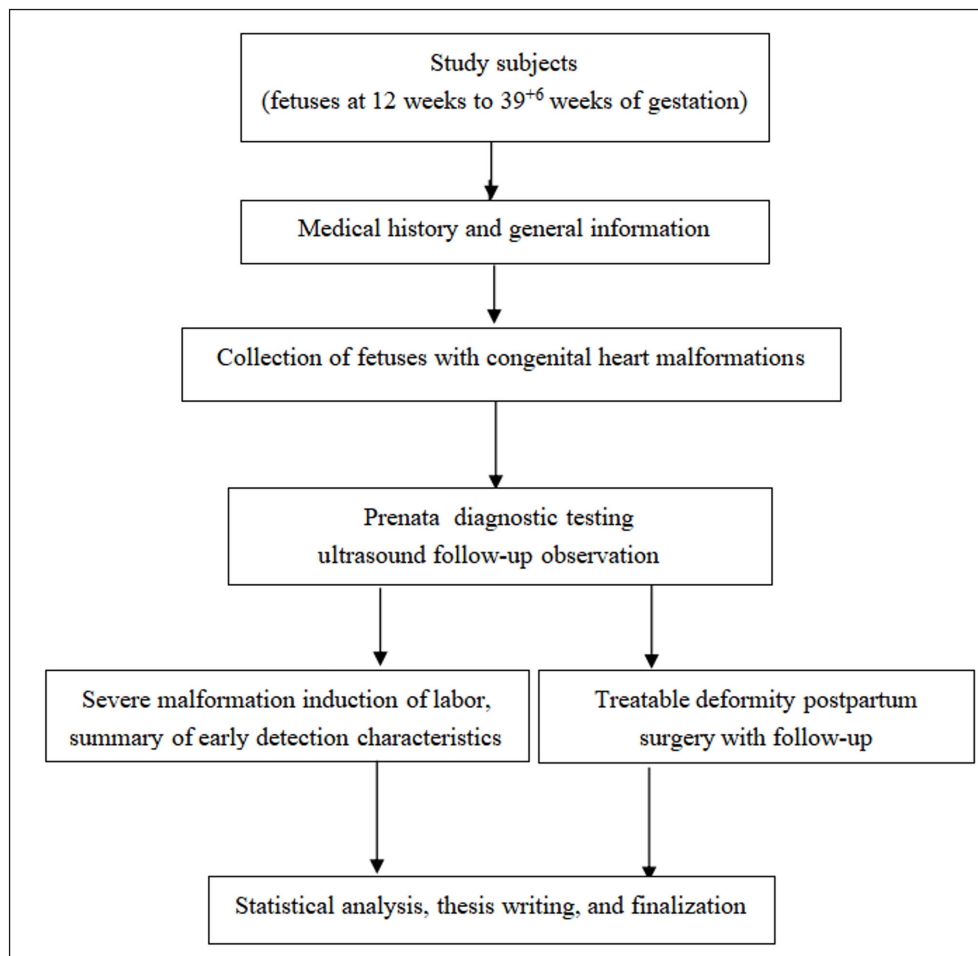 Study subjects
(fetuses at 12 weeks to 39⁺⁶ weeks of gestation)
Medical history and general information
Collection of fetuses with congenital heart malformations
Prenata diagnostic testing
ultrasound follow-up observation
Severe malformation induction of labor,
summary of early detection characteristics
Treatable deformity postpartum
surgery with follow-up
Statistical analysis, thesis writing, and finalization